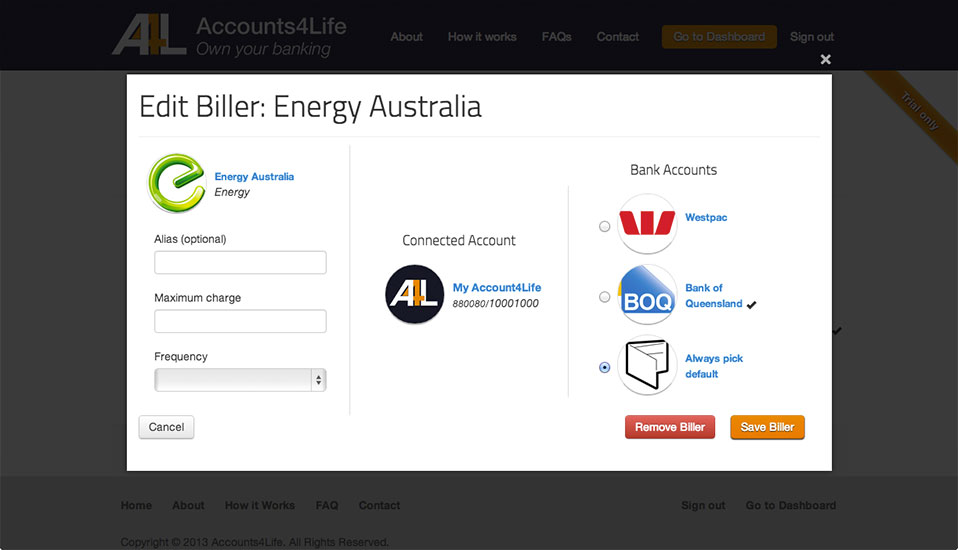 A4L
Accounts4Life
Own your banking
About
How it works
FAQs
Contact
Go to Dashboard
Sign out
Trial only
Edit Biller: Energy Australia
Energy Australia
Energy
Alias (optional)
Maximum charge
Frequency
Connected Account
A4L
My Account4Life
880080/10001000
Bank Accounts
Westpac
BOQ
Bank of
Queensland
Always pick
default
Cancel
Remove Biller
Save Biller
Home
About
How it Works
FAQ
Contact
Sign out
Go to Dashboard
Copyright © 2013 Accounts4Life. All Rights Reserved.